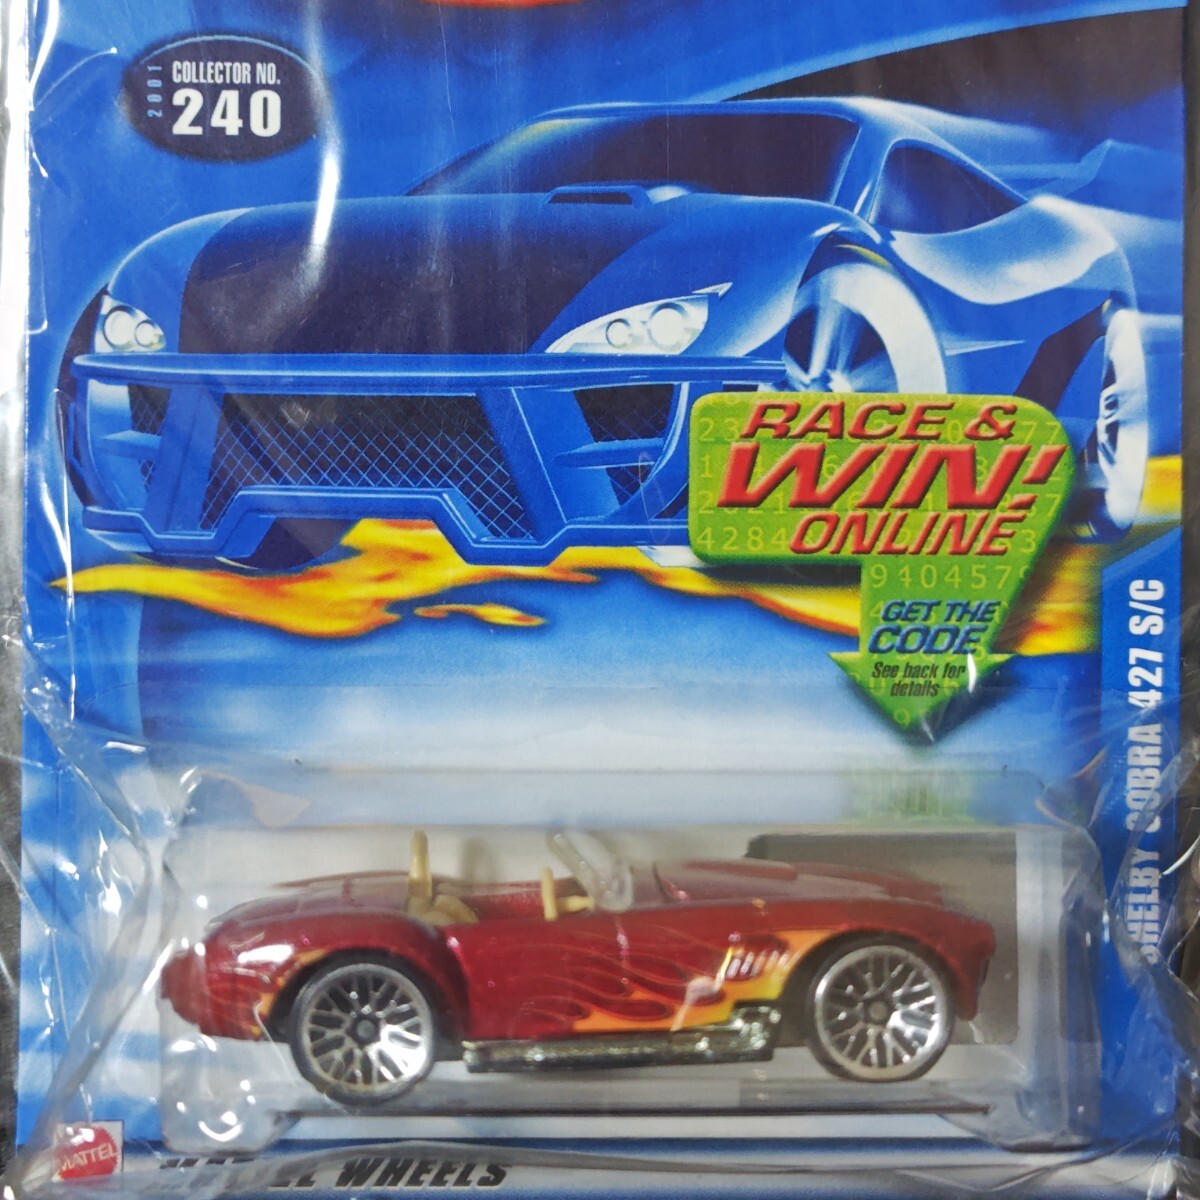 2001
COLLECTOR NO.
240
RACE &
WIN!
ONLINE
GET THE
CODE
See back for
details
SHELBY COBRA 427 S/C
MATTEL
MATTEL WHEELS